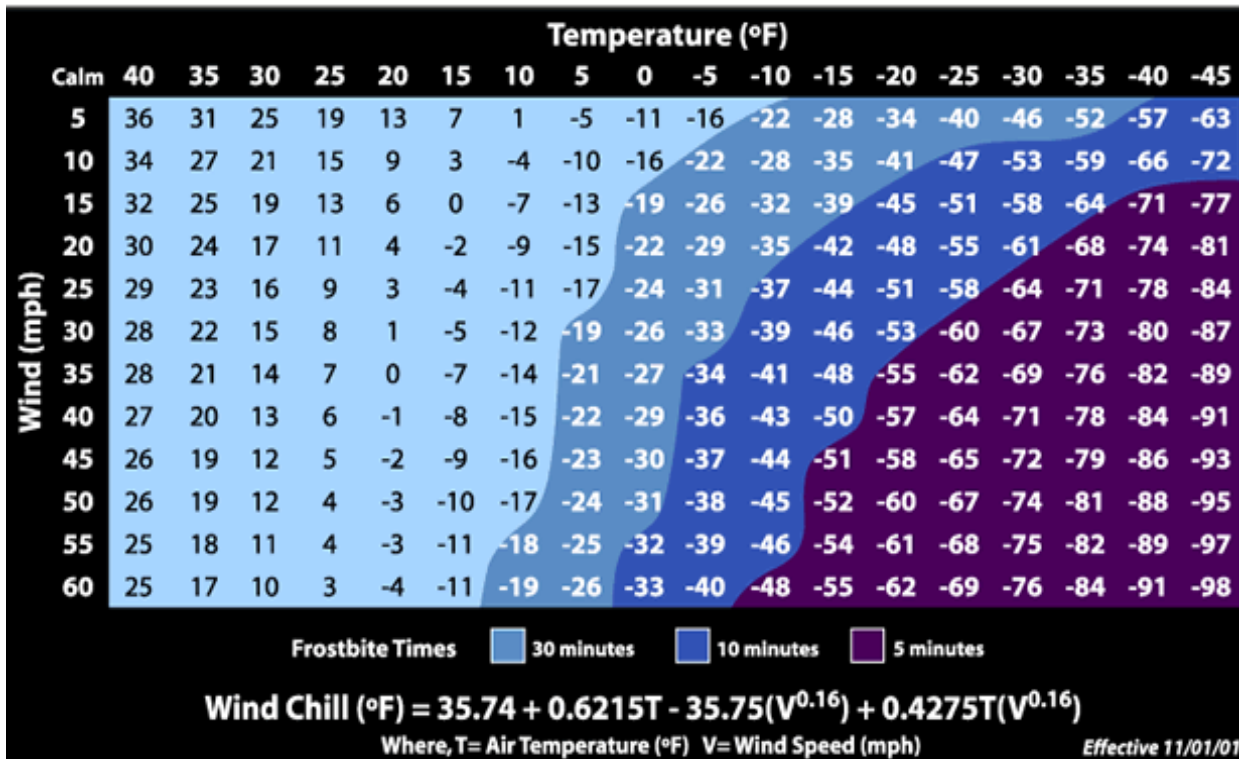 Temperature (ºF)
Calm 40 35 30 25 20 15 10 5 0 -5 -10 -15 -20 -25 -30 -35 -40 -45
5 36 31 25 19 13 7 1 -5 -11 -16 -22 -28 -34 -40 -46 -52 -57 -63
10 34 27 21 15 9 3 -4 -10 -16 -22 -28 -35 -41 -47 -53 -59 -66 -72
15 32 25 19 13 6 0 -7 -13 -19 -26 -32 -39 -45 -51 -58 -64 -71 -77
20 30 24 17 11 4 -2 -9 -15 -22 -29 -35 -42 -48 -55 -61 -68 -74 -81
25 29 23 16 9 3 -4 -11 -17 -24 -31 -37 -44 -51 -58 -64 -71 -78 -84
30 28 22 15 8 1 -5 -12 -19 -26 -33 -39 -46 -53 -60 -67 -73 -80 -87
35 28 21 14 7 0 -7 -14 -21 -27 -34 -41 -48 -55 -62 -69 -76 -82 -89
40 27 20 13 6 -1 -8 -15 -22 -29 -36 -43 -50 -57 -64 -71 -78 -84 -91
45 26 19 12 5 -2 -9 -16 -23 -30 -37 -44 -51 -58 -65 -72 -79 -86 -93
50 26 19 12 4 -3 -10 -17 -24 -31 -38 -45 -52 -60 -67 -74 -81 -88 -95
55 25 18 11 4 -3 -11 -18 -25 -32 -39 -46 -54 -61 -68 -75 -82 -89 -97
60 25 17 10 3 -4 -11 -19 -26 -33 -40 -48 -55 -62 -69 -76 -84 -91 -98
Wind (mph)
Frostbite Times 30 minutes 10 minutes 5 minutes
Wind Chill (ºF) = 35.74 + 0.6215T - 35.75(V^0.16) + 0.4275T(V^0.16)
Where, T= Air Temperature (ºF) V= Wind Speed (mph) Effective 11/01/01